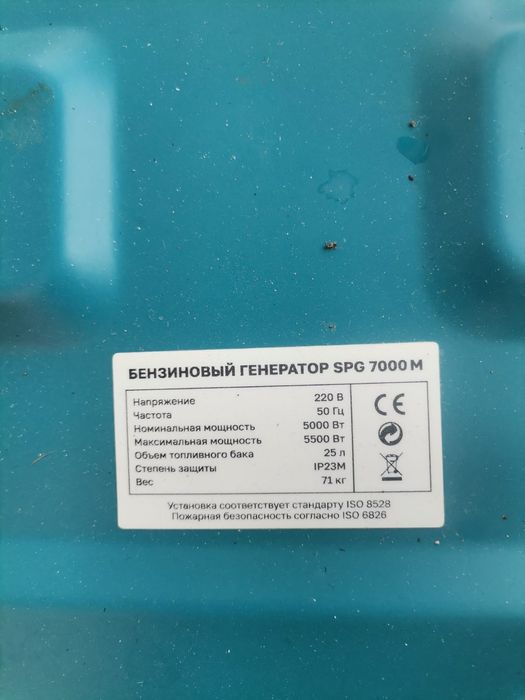 БЕНЗИНОВЫЙ ГЕНЕРАТОР SPG 7000 M
Напряжение 220 В
Частота 50 Гц
Номинальная мощность 5000 Вт
Максимальная мощность 5500 Вт
Объем топливного бака 25 л
Степень защиты IP23M
Вес 71 кг
CE
Установка соответствует стандарту ISO 8528
Пожарная безопасность согласно ISO 6826